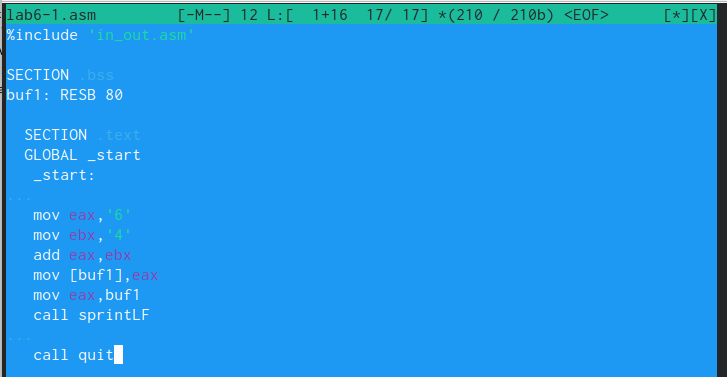 lab6-1.asm [-M--] 12 L:[ 1+16 17/ 17] *(210 / 210b) <EOF> [*][X]
%include 'in_out.asm'
SECTION .bss
buf1: RESB 80
SECTION .text
GLOBAL _start
_start:
...
mov eax,'6'
mov ebx,'4'
add eax,ebx
mov [buf1],eax
mov eax,buf1
call sprintLF
...
call quit